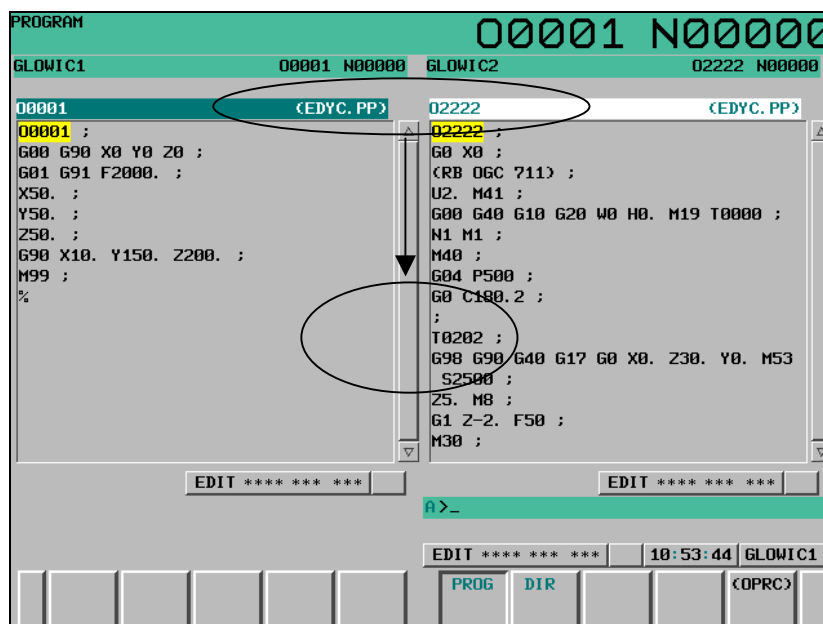 PROGRAM
O0001 N00000
GLOWIC1 O0001 N00000
GLOWIC2 O2222 N00000
O0001 (EDYC.PP)
O0001 ;
G00 G90 X0 Y0 Z0 ;
G01 G91 F2000. ;
X50. ;
Y50. ;
Z50. ;
G90 X10. Y150. Z200. ;
M99 ;
%
EDIT **** *** ***
O2222 (EDYC.PP)
O2222 ;
G0 X0 ;
(RB OGC 711) ;
U2. M41 ;
G00 G40 G10 G20 W0 H0. M19 T0000 ;
N1 M1 ;
M40 ;
G04 P500 ;
G0 C180.2 ;
;
T0202 ;
G98 G90 G40 G17 G0 X0. Z30. Y0. M53
S2500 ;
Z5. M8 ;
G1 Z-2. F50 ;
M30 ;
EDIT **** *** ***
A>_
EDIT **** *** *** 10:53:44 GLOWIC1
PROG DIR (OPRC)